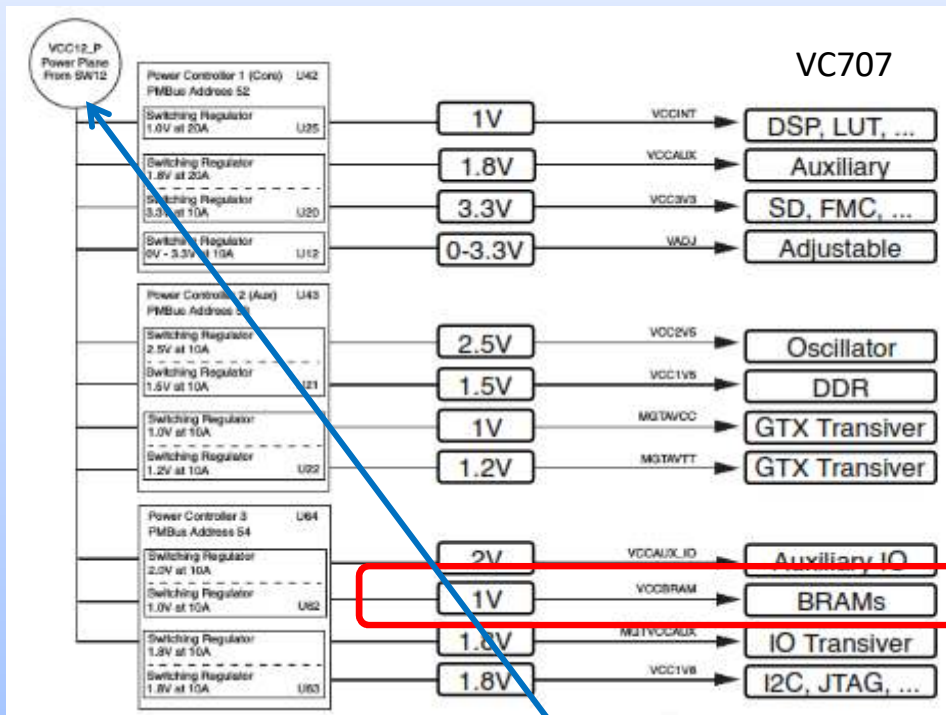 VCC12_P
Power Plane
From SW12
VC707
Power Controller 1 (Core) U42
PMBus Address 52
Switching Regulator
1.0V at 20A U25
1V
VCCINT
DSP, LUT, ...
Switching Regulator
1.8V at 20A
1.8V
VCCAUX
Auxiliary
Switching Regulator
3.3V at 10A U20
3.3V
VCC3V3
SD, FMC, ...
Switching Regulator
0V - 3.3V at 10A U12
0-3.3V
VADJ
Adjustable
Power Controller 2 (Aux) U43
PMBus Address
Switching Regulator
2.5V at 10A
2.5V
VCC2V5
Oscillator
Switching Regulator
1.5V at 10A U21
1.5V
VCC1V5
DDR
Switching Regulator
1.0V at 10A
1V
MGTAVCC
GTX Transiver
Switching Regulator
1.2V at 10A U22
1.2V
MGTAVTT
GTX Transiver
Power Controller 3 U64
PMBus Address 54
Switching Regulator
2.0V at 10A
2V
VCCAUX_IO
Auxiliary IO
Switching Regulator
1.0V at 10A U62
1V
VCCBRAM
BRAMs
Switching Regulator
1.8V at 10A
1.8V
MGTVCCAUX
IO Transiver
Switching Regulator
1.8V at 10A U63
1.8V
VCC1V8
I2C, JTAG, ...